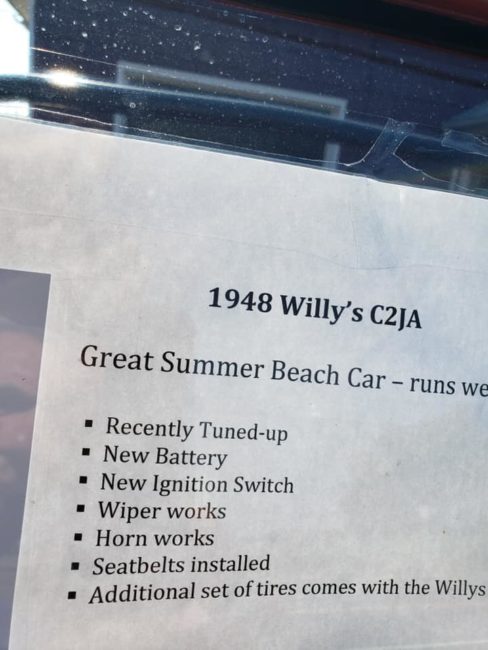 1948 Willy's C2JA
Great Summer Beach Car – runs we
▪ Recently Tuned-up
▪ New Battery
▪ New Ignition Switch
▪ Wiper works
▪ Horn works
▪ Seatbelts installed
▪ Additional set of tires comes with the Willys